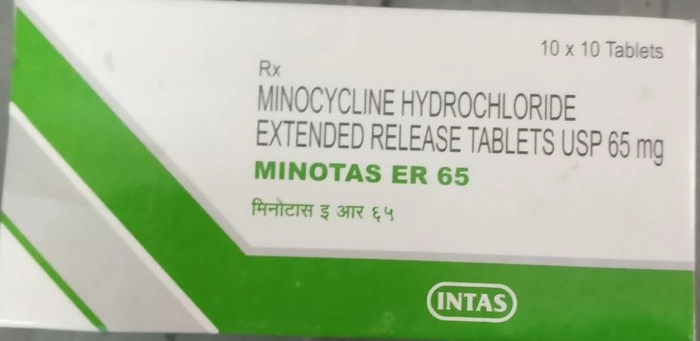 10 x 10 Tablets
Rx
MINOCYCLINE HYDROCHLORIDE
EXTENDED RELEASE TABLETS USP 65 mg
MINOTAS ER 65
मिनोटास इ आर ६५
INTAS